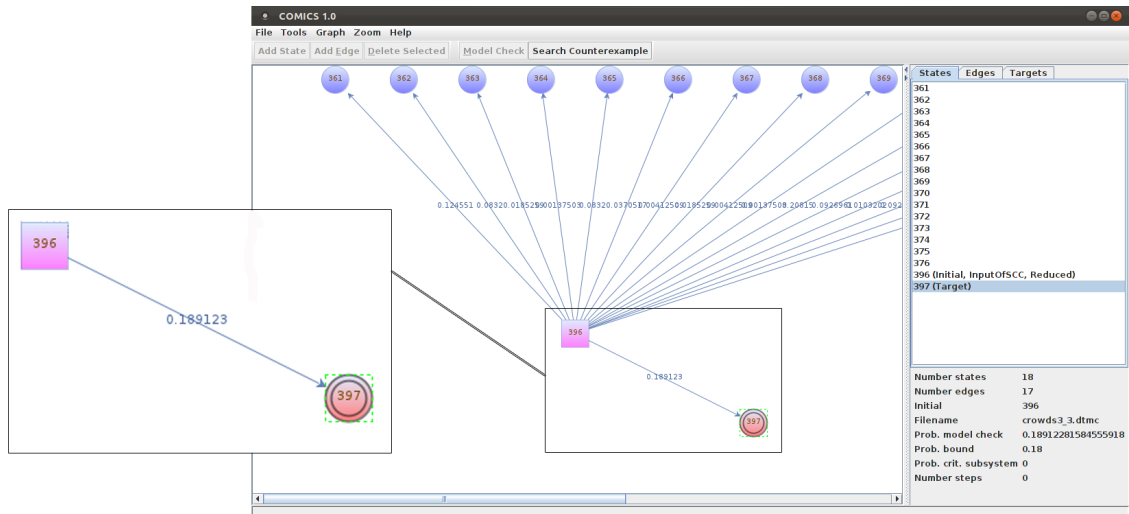 COMICS 1.0
File Tools Graph Zoom Help
Add State Add Edge Delete Selected Model Check Search Counterexample
361 362 363 364 365 366 367 368 369
0.124551
396
0.189123
397
396
0.189123
397
States Edges Targets
361
362
363
364
365
366
367
368
369
370
371
372
373
374
375
376
396 (Initial, InputOfSCC, Reduced)
397 (Target)
Number states 18
Number edges 17
Initial 396
Filename crowds3_3.dtmc
Prob. model check 0.18912281584555918
Prob. bound 0.18
Prob. crit. subsystem 0
Number steps 0